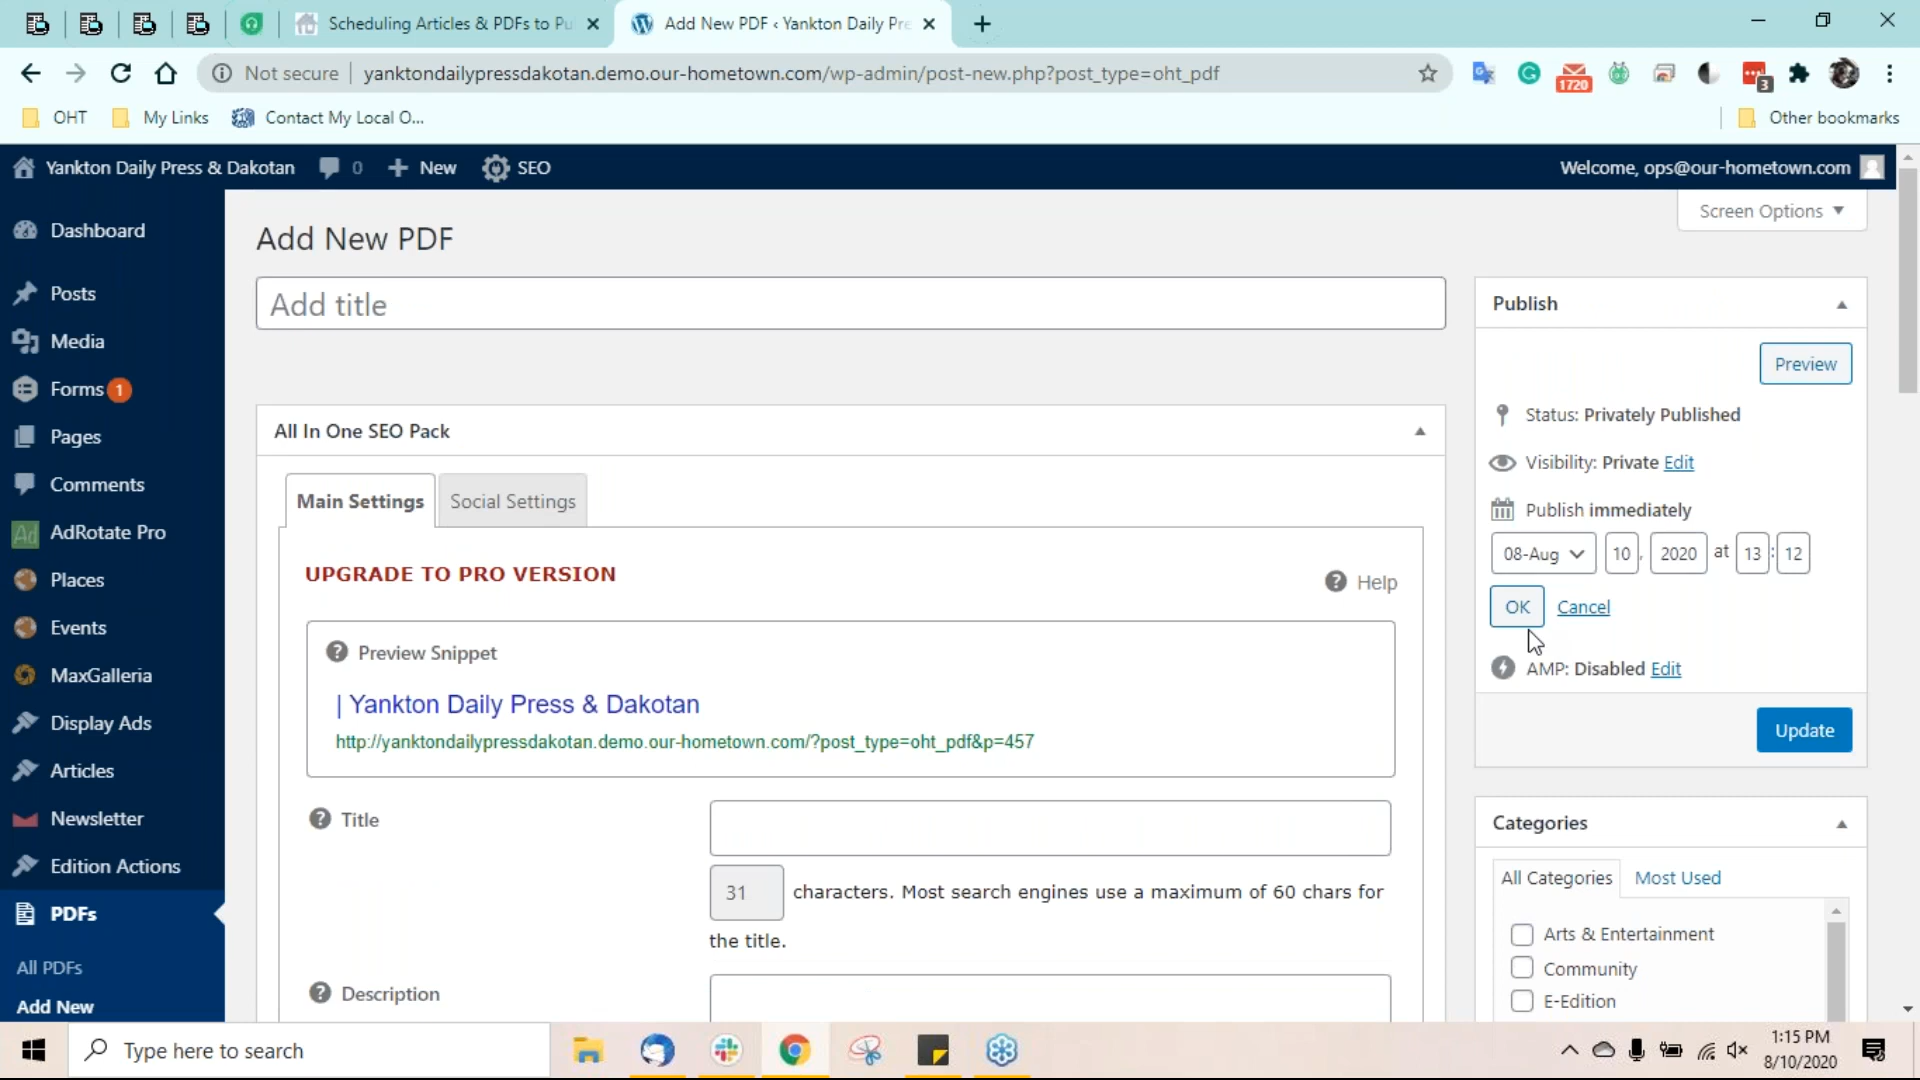 Scheduling Articles & PDFs to Pu
Add New PDF ‹ Yankton Daily Pre
Not secure
yanktondailypressdakotan.demo.our-hometown.com/wp-admin/post-new.php?post_type=oht_pdf
1720
3
OHT
My Links
Contact My Local O...
Other bookmarks
Yankton Daily Press & Dakotan
0
New
SEO
Welcome, ops@our-hometown.com
Screen Options
Dashboard
Posts
Media
Forms 1
Pages
Comments
AdRotate Pro
Places
Events
MaxGalleria
Display Ads
Articles
Newsletter
Edition Actions
PDFs
All PDFs
Add New
Add New PDF
Add title
All In One SEO Pack
Main Settings
Social Settings
UPGRADE TO PRO VERSION
Help
Preview Snippet
| Yankton Daily Press & Dakotan
http://yanktondailypressdakotan.demo.our-hometown.com/?post_type=oht_pdf&p=457
Title
31 characters. Most search engines use a maximum of 60 chars for
the title.
Description
Publish
Preview
Status: Privately Published
Visibility: Private Edit
Publish immediately
08-Aug 10, 2020 at 13:12
OK Cancel
AMP: Disabled Edit
Update
Categories
All Categories
Most Used
Arts & Entertainment
Community
E-Edition
Type here to search
1:15 PM
8/10/2020